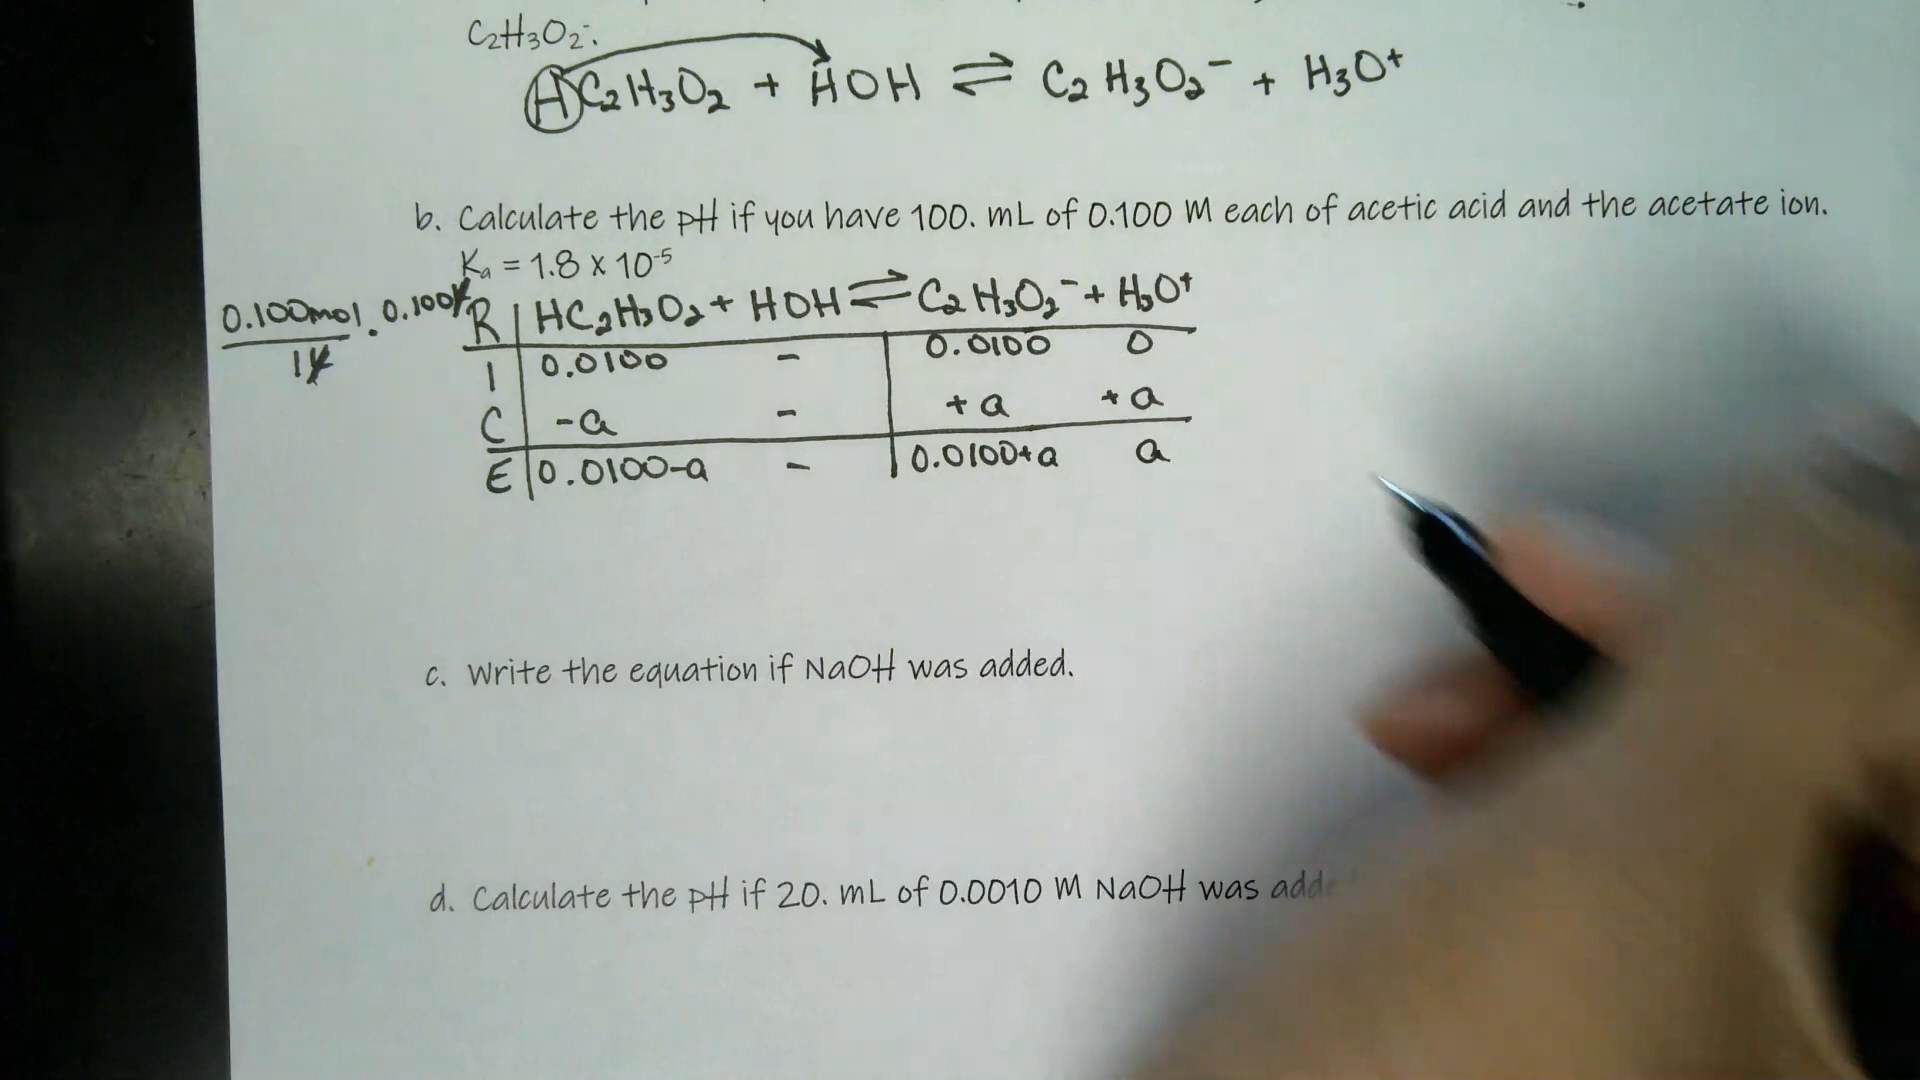 C₂H₃O₂⁻.
HC₂H₃O₂ + HOH ⇌ C₂H₃O₂⁻ + H₃O⁺
b. Calculate the pH if you have 100. mL of 0.100 M each of acetic acid and the acetate ion.
Kₐ = 1.8 x 10⁻⁵
0.100mol . 0.100L
1L
R | HC₂H₃O₂ + HOH ⇌ C₂H₃O₂⁻ + H₃O⁺
I | 0.0100 - | 0.0100 0
C | -a - | +a +a
E | 0.0100-a - | 0.0100+a a
c. Write the equation if NaOH was added.
d. Calculate the pH if 20. mL of 0.0010 M NaOH was